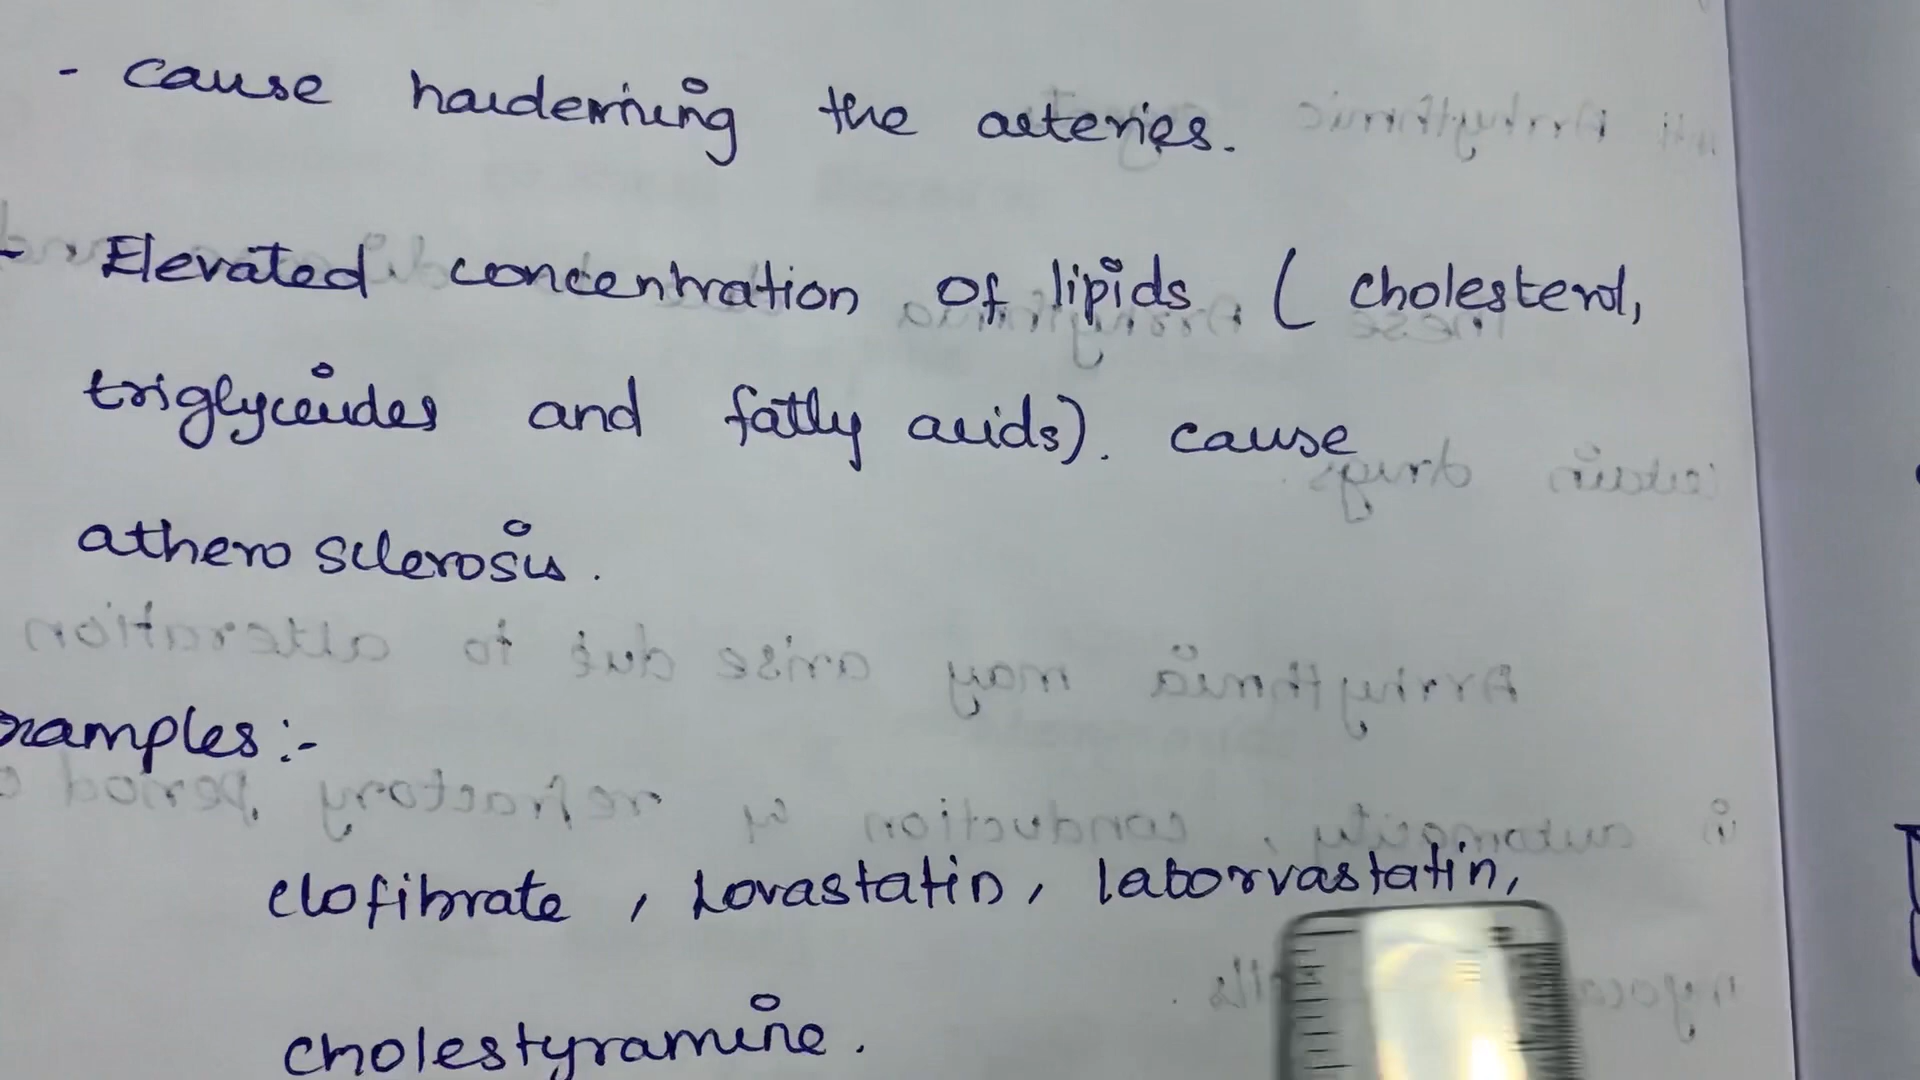 - cause harderning the arteries.
- Elevated concentration of lipids. ( cholesterol,
triglycerides and fatty acids). cause
athero sclerosis.
xamples :-
clofibrate , Lovastatin, latorvastatin,
cholestyramine.